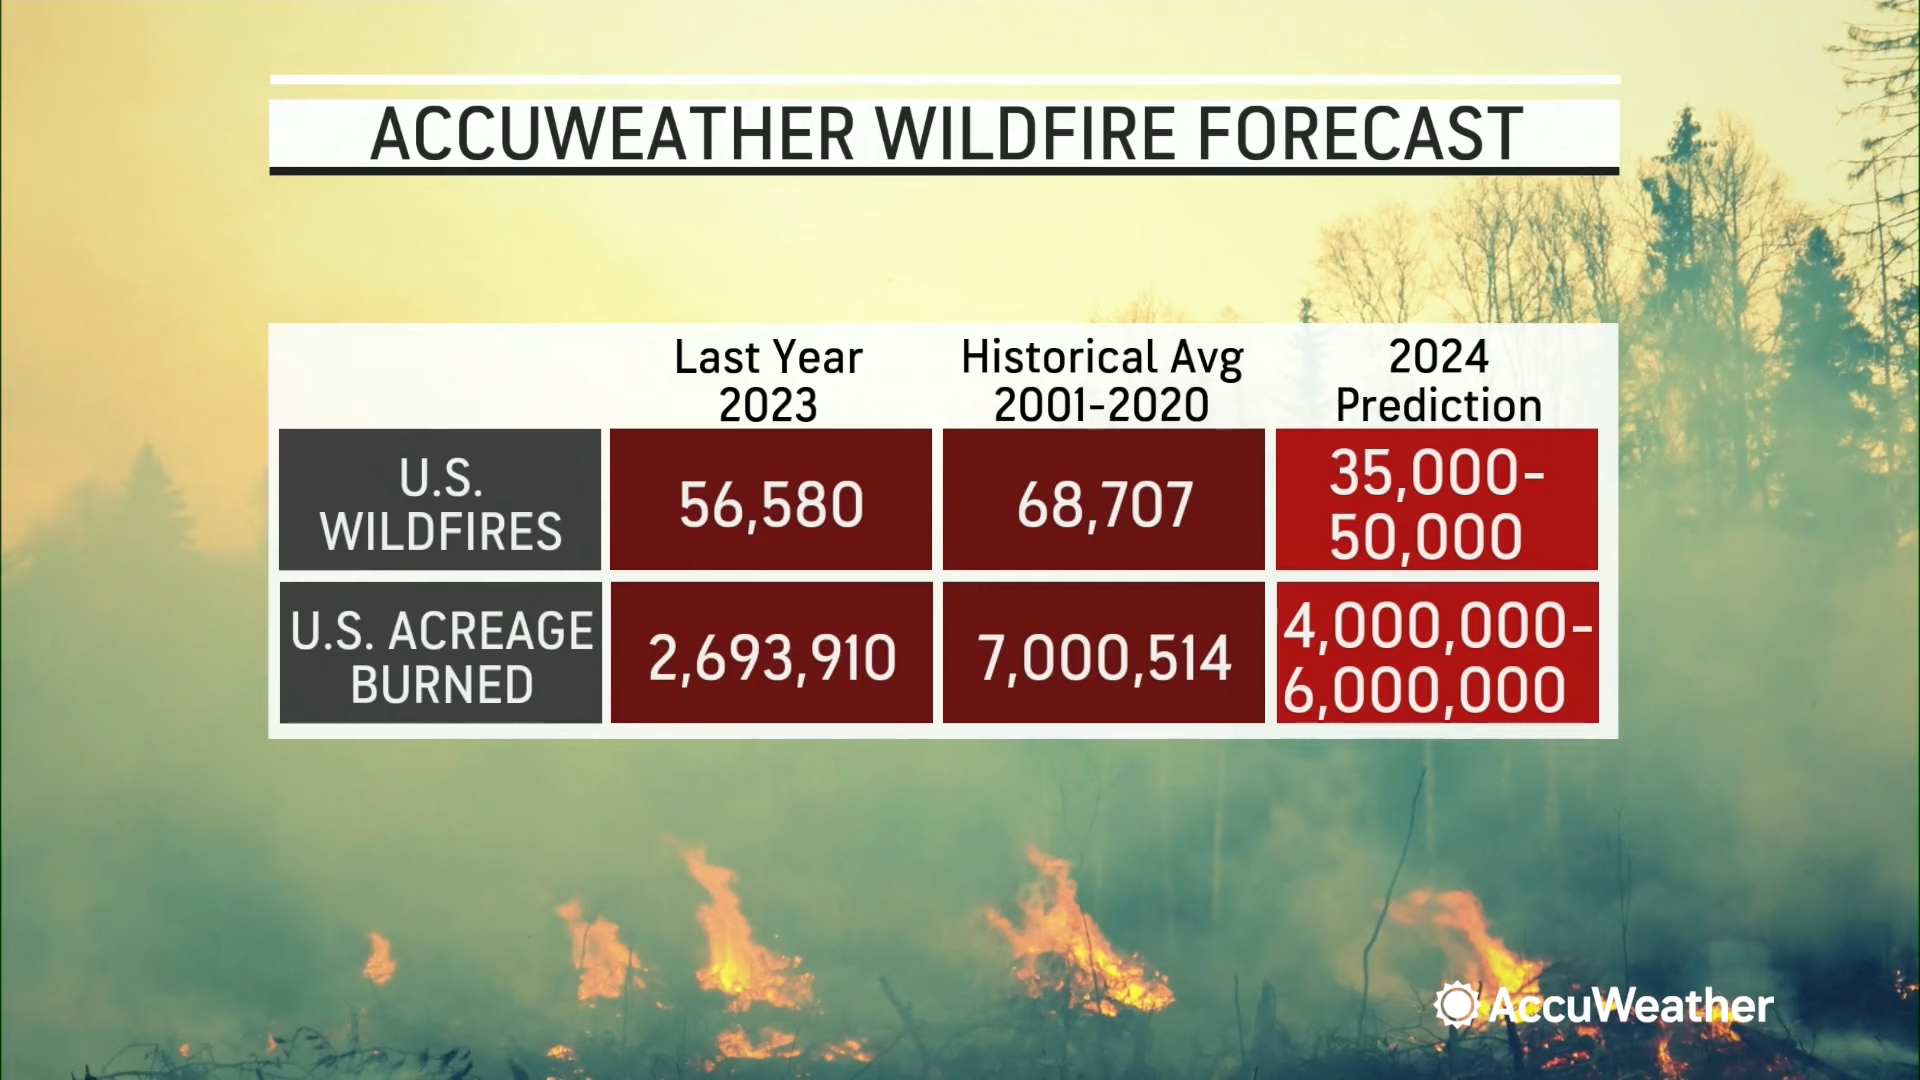 ACCUWEATHER WILDFIRE FORECAST
Last Year
2023
Historical Avg
2001-2020
2024
Prediction
U.S.
WILDFIRES
56,580
68,707
35,000-
50,000
U.S. ACREAGE
BURNED
2,693,910
7,000,514
4,000,000-
6,000,000
AccuWeather